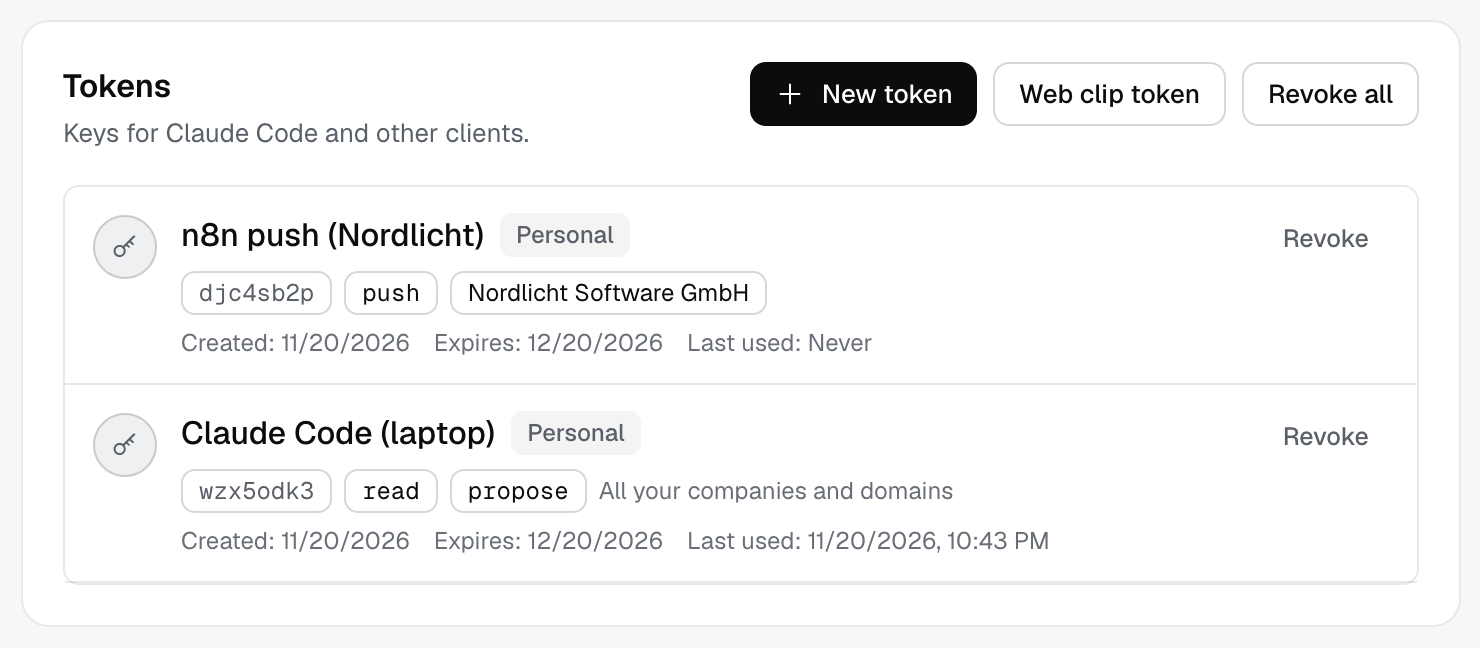 Tokens
Keys for Claude Code and other clients.
New token
Web clip token
Revoke all
n8n push (Nordlicht) Personal
Revoke
djc4sb2p push Nordlicht Software GmbH
Created: 11/20/2026 Expires: 12/20/2026 Last used: Never
Claude Code (laptop) Personal
Revoke
wzx5odk3 read propose All your companies and domains
Created: 11/20/2026 Expires: 12/20/2026 Last used: 11/20/2026, 10:43 PM